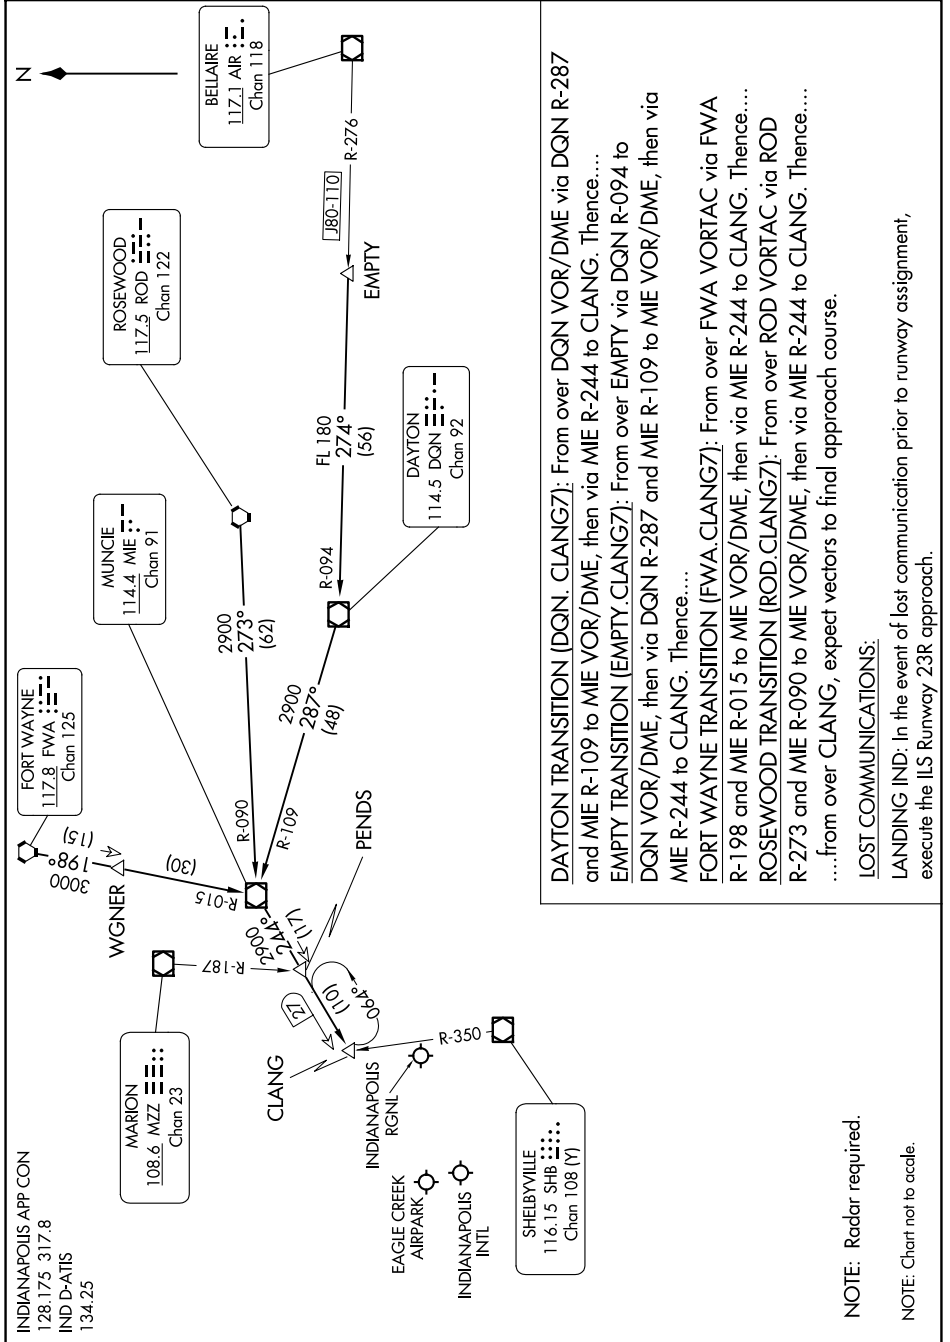 INDIANAPOLIS APP CON
128.175 317.8
IND D-ATIS
134.25
N
FORT WAYNE
117.8 FWA
Chan 125
MUNCIE
114.4 MIE
Chan 91
ROSEWOOD
117.5 ROD
Chan 122
BELLAIRE
117.1 AIR
Chan 118
MARION
108.6 MZZ
Chan 23
DAYTON
114.5 DQN
Chan 92
SHELBYVILLE
116.15 SHB
Chan 108 (Y)
3000
198°
(15)
WGNER
(30)
R-015
R-187
R-090
2900
273°
(62)
R-109
2900
287°
(48)
R-094
FL 180
274°
(56)
EMPTY
J80-110
R-276
2600
244°
(17)
PENDS
27
(10)
064°
CLANG
R-350
INDIANAPOLIS
RGNL
EAGLE CREEK
AIRPARK
INDIANAPOLIS
INTL
NOTE: Radar required.
NOTE: Chart not to acale.
DAYTON TRANSITION (DQN. CLANG7): From over DQN VOR/DME via DQN R-287
and MIE R-109 to MIE VOR/DME, then via MIE R-244 to CLANG. Thence....
EMPTY TRANSITION (EMPTY.CLANG7): From over EMPTY via DQN R-094 to
DQN VOR/DME, then via DQN R-287 and MIE R-109 to MIE VOR/DME, then via
MIE R-244 to CLANG. Thence....
FORT WAYNE TRANSITION (FWA.CLANG7): From over FWA VORTAC via FWA
R-198 and MIE R-015 to MIE VOR/DME, then via MIE R-244 to CLANG. Thence....
ROSEWOOD TRANSITION (ROD.CLANG7): From over ROD VORTAC via ROD
R-273 and MIE R-090 to MIE VOR/DME, then via MIE R-244 to CLANG. Thence....
....from over CLANG, expect vectors to final approach course.
LOST COMMUNICATIONS:
LANDING IND: In the event of lost communication prior to runway assignment,
execute the ILS Runway 23R approach.